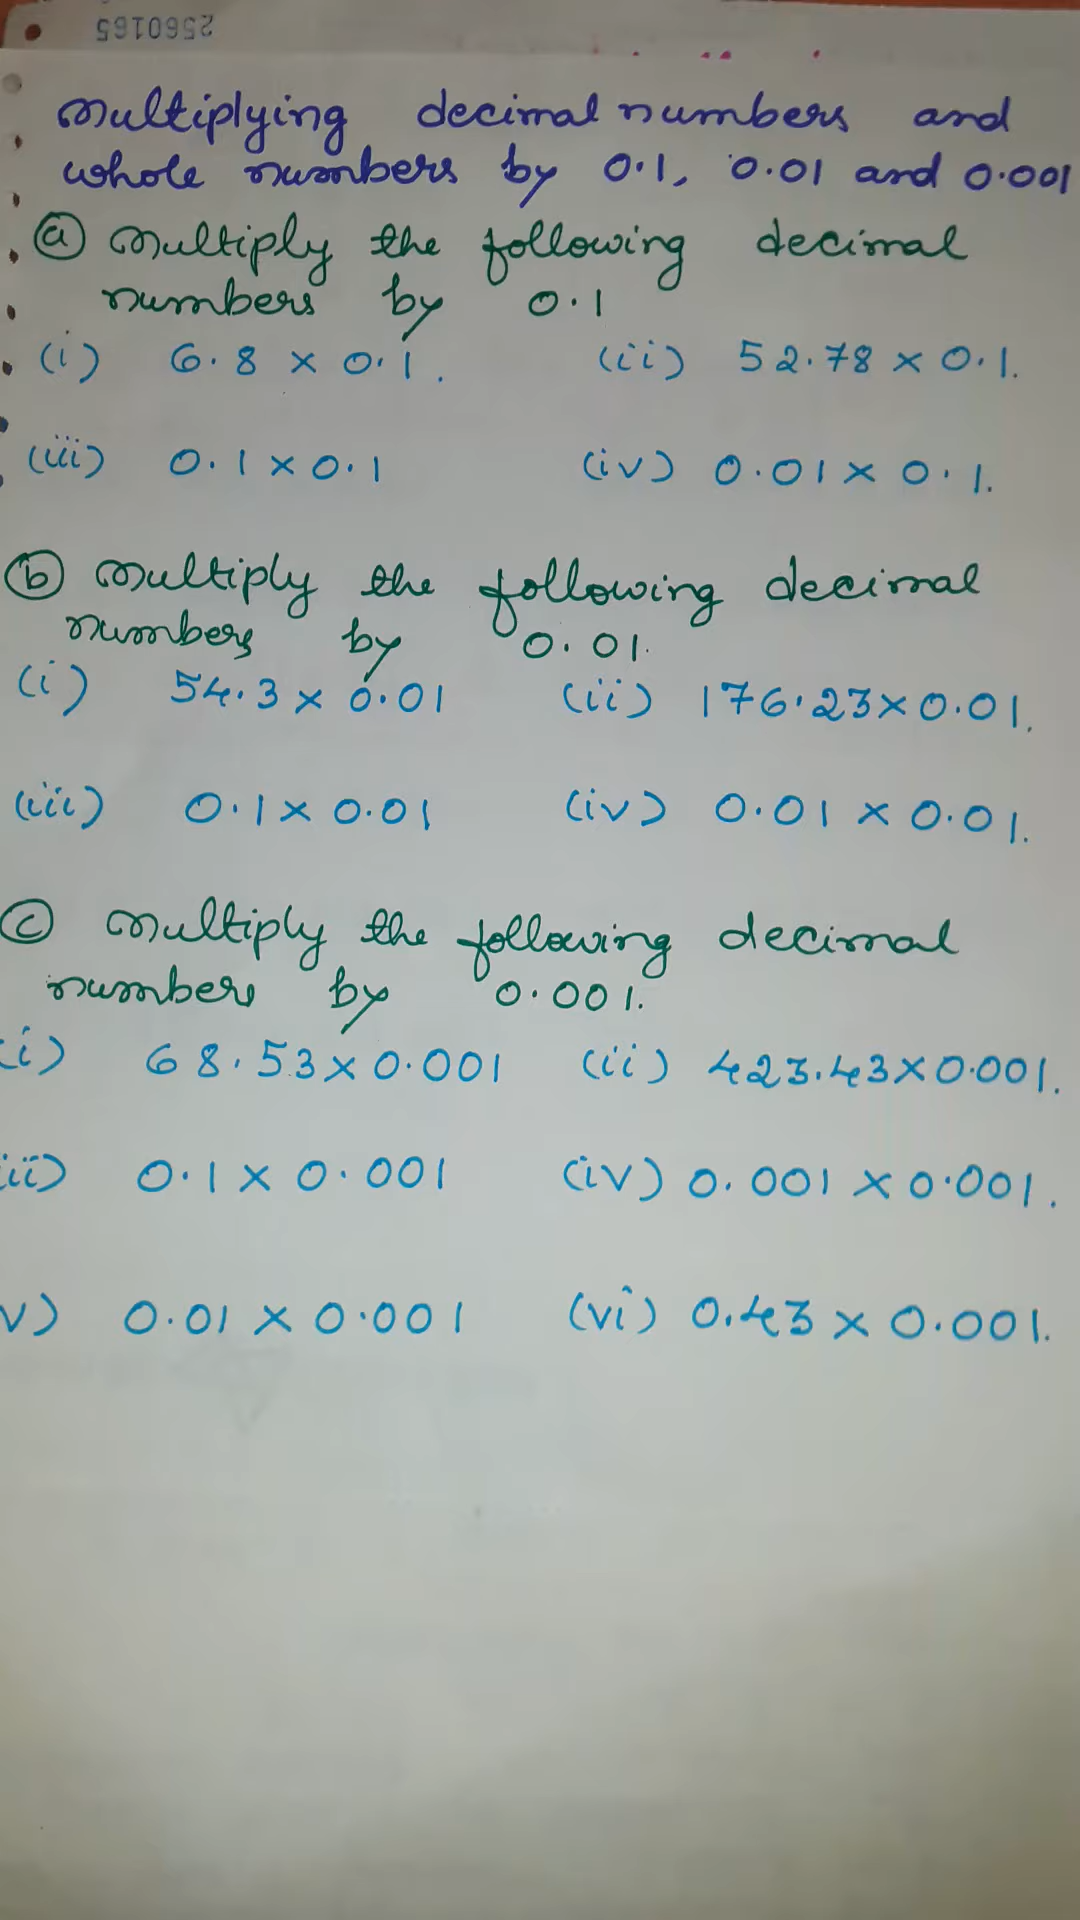 2560165
Multiplying decimal numbers and
whole numbers by 0.1, 0.01 and 0.001
(a) Multiply the following decimal
numbers by 0.1
(i) 6.8 × 0.1. (ii) 52.78 × 0.1.
(iii) 0.1 × 0.1 (iv) 0.01 × 0.1.
(b) Multiply the following decimal
numbers by 0.01.
(i) 54.3 × 0.01 (ii) 176.23 × 0.01.
(iii) 0.1 × 0.01 (iv) 0.01 × 0.01.
(c) Multiply the following decimal
numbers by 0.001.
i) 68.53 × 0.001 (ii) 423.43 × 0.001.
iii) 0.1 × 0.001 (iv) 0.001 × 0.001.
v) 0.01 × 0.001 (vi) 0.43 × 0.001.